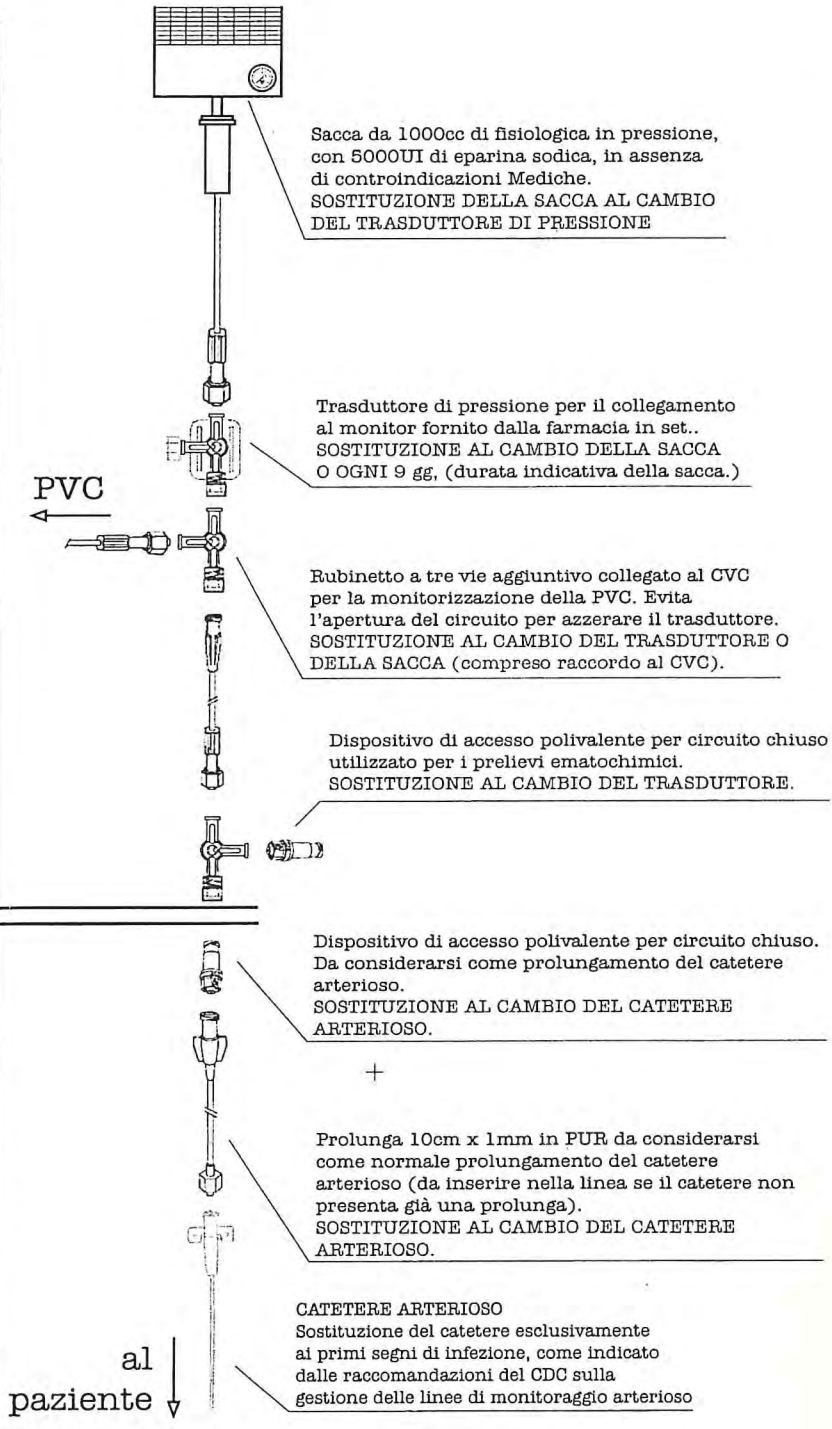 Sacca da 1000cc di fisiologica in pressione,
con 5000UI di eparina sodica, in assenza
di controindicazioni Mediche.
SOSTITUZIONE DELLA SACCA AL CAMBIO
DEL TRASDUTTORE DI PRESSIONE
Trasduttore di pressione per il collegamento
al monitor fornito dalla farmacia in set..
SOSTITUZIONE AL CAMBIO DELLA SACCA
O OGNI 9 gg, (durata indicativa della sacca.)
PVC
Rubinetto a tre vie aggiuntivo collegato al CVC
per la monitorizzazione della PVC. Evita
l'apertura del circuito per azzerare il trasduttore.
SOSTITUZIONE AL CAMBIO DEL TRASDUTTORE O
DELLA SACCA (compreso raccordo al CVC).
Dispositivo di accesso polivalente per circuito chiuso
utilizzato per i prelievi ematochimici.
SOSTITUZIONE AL CAMBIO DEL TRASDUTTORE.
Dispositivo di accesso polivalente per circuito chiuso.
Da considerarsi come prolungamento del catetere
arterioso.
SOSTITUZIONE AL CAMBIO DEL CATETERE
ARTERIOSO.
+
Prolunga 10cm x 1mm in PUR da considerarsi
come normale prolungamento del catetere
arterioso (da inserire nella linea se il catetere non
presenta già una prolunga).
SOSTITUZIONE AL CAMBIO DEL CATETERE
ARTERIOSO.
CATETERE ARTERIOSO
Sostituzione del catetere esclusivamente
ai primi segni di infezione, come indicato
dalle raccomandazioni del CDC sulla
gestione delle linee di monitoraggio arterioso
al
paziente